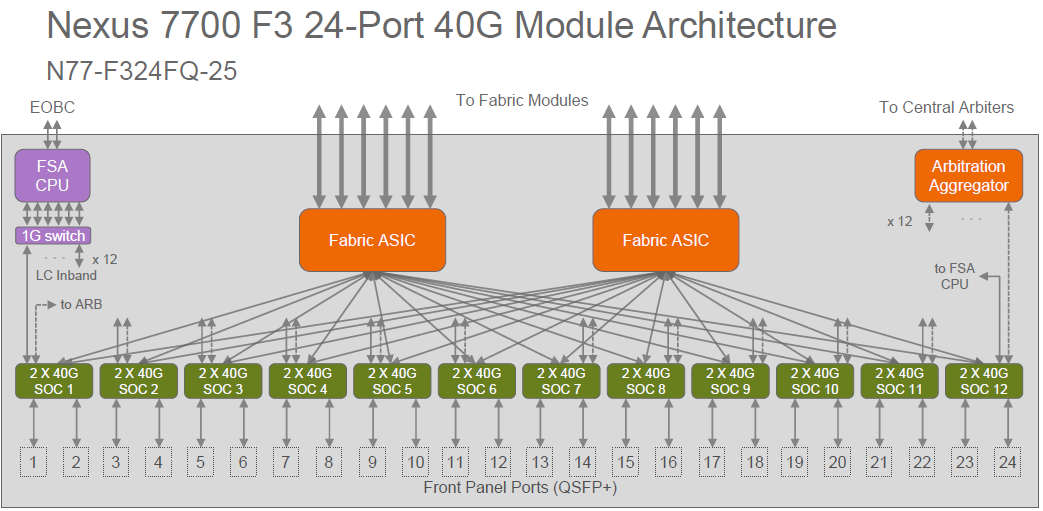 Nexus 7700 F3 24-Port 40G Module Architecture
N77-F324FQ-25
EOBC
To Fabric Modules
To Central Arbiters
FSA
CPU
Arbitration
Aggregator
1G switch
. . .
x 12
LC Inband
to ARB
Fabric ASIC
Fabric ASIC
x 12
. . .
to FSA
CPU
2 X 40G
SOC 1
2 X 40G
SOC 2
2 X 40G
SOC 3
2 X 40G
SOC 4
2 X 40G
SOC 5
2 X 40G
SOC 6
2 X 40G
SOC 7
2 X 40G
SOC 8
2 X 40G
SOC 9
2 X 40G
SOC 10
2 X 40G
SOC 11
2 X 40G
SOC 12
1 2 3 4 5 6 7 8 9 10 11 12 13 14 15 16 17 18 19 20 21 22 23 24
Front Panel Ports (QSFP+)